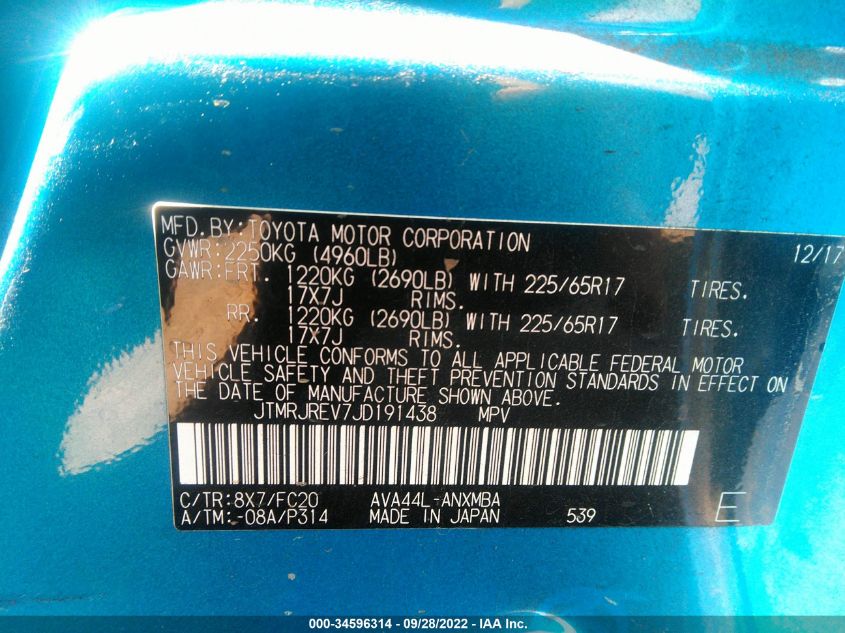 MFD.BY:TOYOTA MOTOR CORPORATION 12/17
GVWR:2250KG (4960LB)
GAWR:FRT. 1220KG (2690LB) WITH 225/65R17 TIRES.
17X7J RIMS.
RR. 1220KG (2690LB) WITH 225/65R17 TIRES.
17X7J RIMS.
THIS VEHICLE CONFORMS TO ALL APPLICABLE FEDERAL MOTOR
VEHICLE SAFETY AND THEFT PREVENTION STANDARDS IN EFFECT ON
THE DATE OF MANUFACTURE SHOWN ABOVE.
JTMRJREV7JD191438 MPV
C/TR:8X7/FC20 AVA44L-ANXMBA
A/TM:-08A/P314 MADE IN JAPAN 539 E
000-34596314 - 09/28/2022 - IAA Inc.